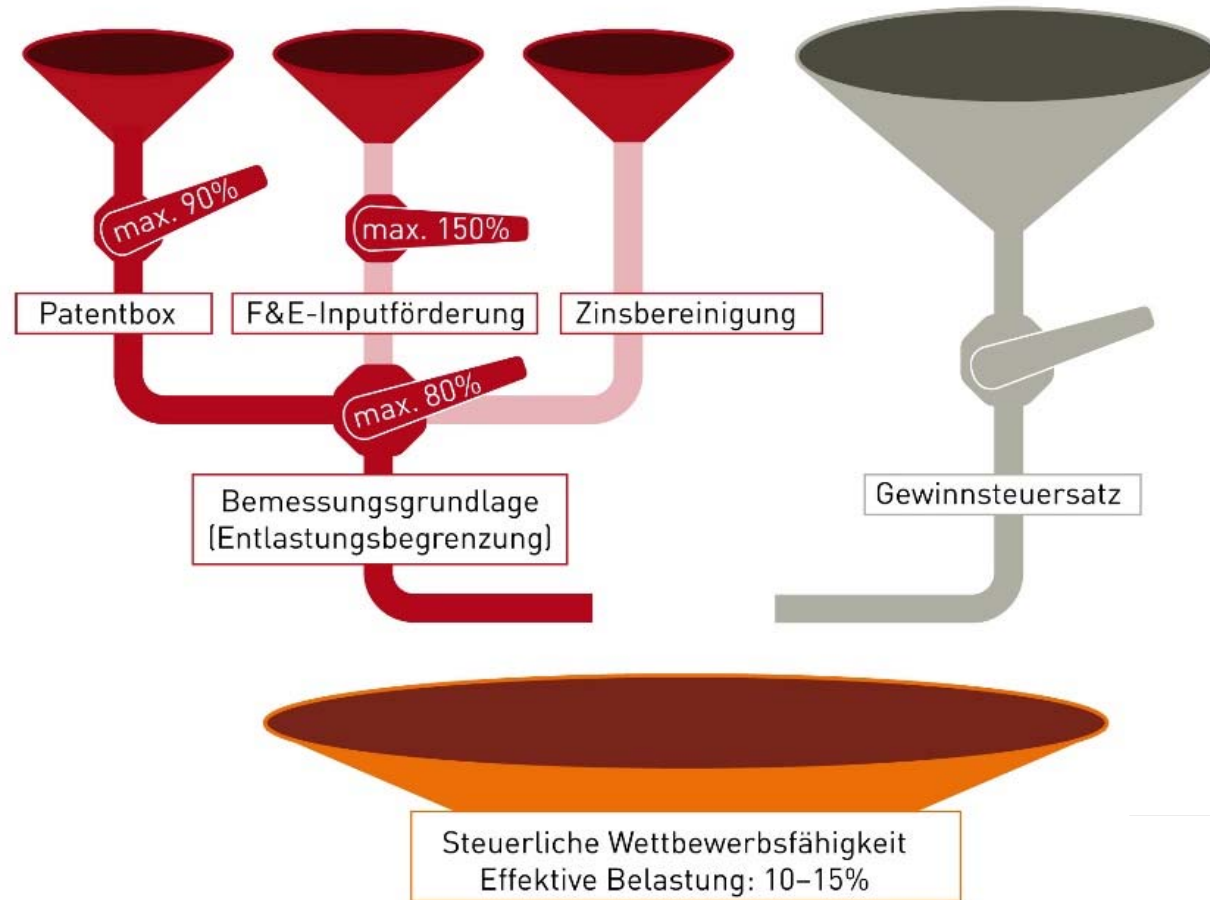 max. 90%
max. 150%
Patentbox
F&E-Inputförderung
Zinsbereinigung
max. 80%
Bemessungsgrundlage
(Entlastungsbegrenzung)
Gewinnsteuersatz
Steuerliche Wettbewerbsfähigkeit
Effektive Belastung: 10–15%